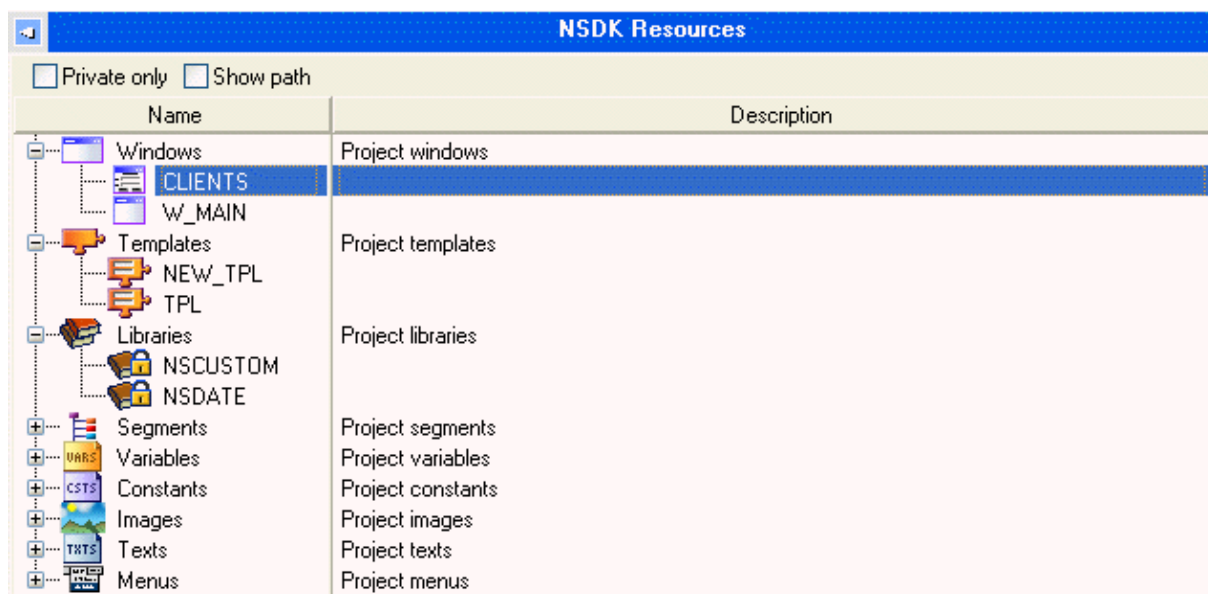 NSDK Resources
Private only Show path
Name Description
Windows Project windows
CLIENTS
W_MAIN
Templates Project templates
NEW_TPL
TPL
Libraries Project libraries
NSCUSTOM
NSDATE
Segments Project segments
VARS Variables Project variables
CSTS Constants Project constants
Images Project images
TXTS Texts Project texts
Menus Project menus